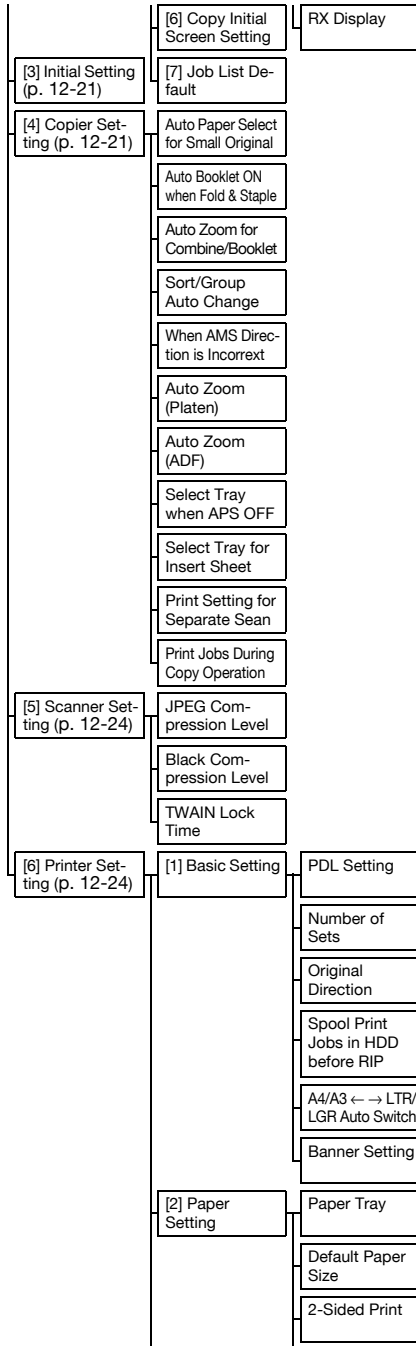 [6] Copy Initial
Screen Setting
RX Display
[3] Initial Setting
(p. 12-21)
[7] Job List De-
fault
[4] Copier Set-
ting (p. 12-21)
Auto Paper Select
for Small Original
Auto Booklet ON
when Fold & Staple
Auto Zoom for
Combine/Booklet
Sort/Group
Auto Change
When AMS Direc-
tion is Incorrext
Auto Zoom
(Platen)
Auto Zoom
(ADF)
Select Tray
when APS OFF
Select Tray for
Insert Sheet
Print Setting for
Separate Sean
Print Jobs During
Copy Operation
[5] Scanner Set-
ting (p. 12-24)
JPEG Com-
pression Level
Black Com-
pression Level
TWAIN Lock
Time
[6] Printer Set-
ting (p. 12-24)
[1] Basic Setting
PDL Setting
Number of
Sets
Original
Direction
Spool Print
Jobs in HDD
before RIP
A4/A3 ← → LTR/
LGR Auto Switch
Banner Setting
[2] Paper
Setting
Paper Tray
Default Paper
Size
2-Sided Print